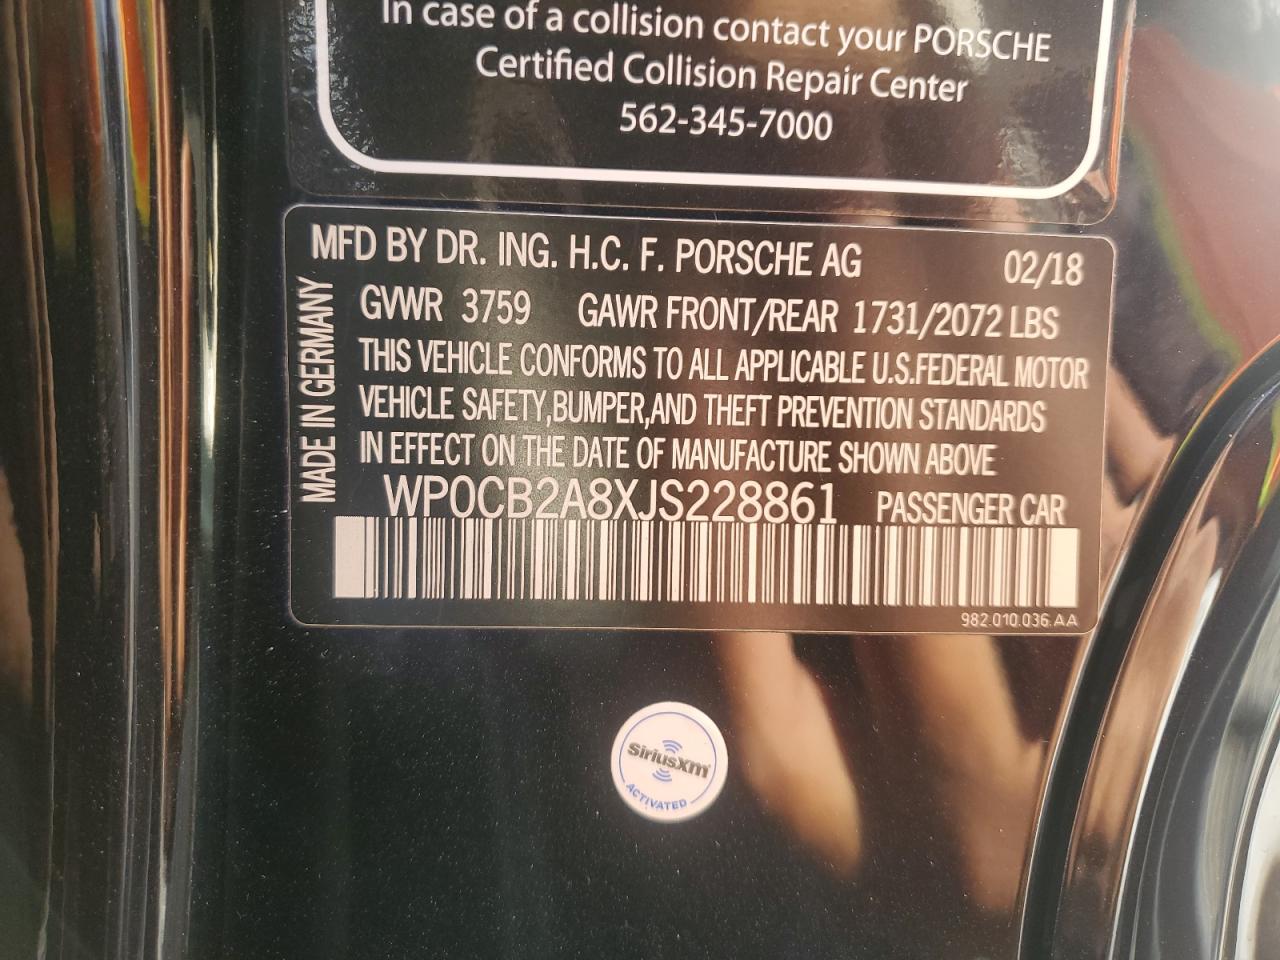 In case of a collision contact your PORSCHE
Certified Collision Repair Center
562-345-7000
MFD BY DR. ING. H.C. F. PORSCHE AG 02/18
GVWR 3759 GAWR FRONT/REAR 1731/2072 LBS
THIS VEHICLE CONFORMS TO ALL APPLICABLE U.S.FEDERAL MOTOR
VEHICLE SAFETY,BUMPER,AND THEFT PREVENTION STANDARDS
IN EFFECT ON THE DATE OF MANUFACTURE SHOWN ABOVE
MADE IN GERMANY
WP0CB2A8XJS228861 PASSENGER CAR
982.010.036.AA
SiriusXm
ACTIVATED